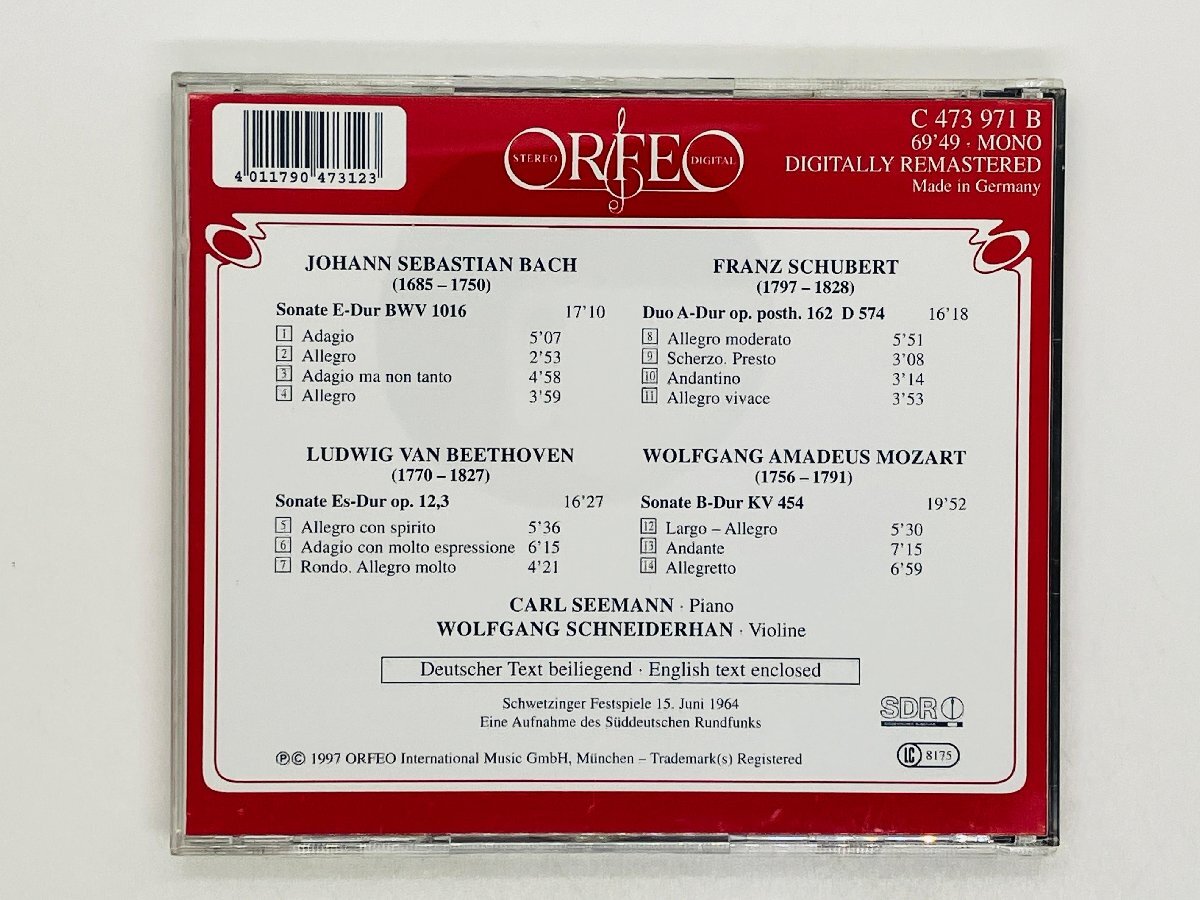 4 011790 473123
STEREO ORFEO DIGITAL
C 473 971 B
69'49 · MONO
DIGITALLY REMASTERED
Made in Germany
JOHANN SEBASTIAN BACH
(1685 – 1750)
Sonate E-Dur BWV 1016 17'10
1 Adagio 5'07
2 Allegro 2'53
3 Adagio ma non tanto 4'58
4 Allegro 3'59
LUDWIG VAN BEETHOVEN
(1770 – 1827)
Sonate Es-Dur op. 12,3 16'27
5 Allegro con spirito 5'36
6 Adagio con molto espressione 6'15
7 Rondo. Allegro molto 4'21
FRANZ SCHUBERT
(1797 – 1828)
Duo A-Dur op. posth. 162 D 574 16'18
8 Allegro moderato 5'51
9 Scherzo. Presto 3'08
10 Andantino 3'14
11 Allegro vivace 3'53
WOLFGANG AMADEUS MOZART
(1756 – 1791)
Sonate B-Dur KV 454 19'52
12 Largo – Allegro 5'30
13 Andante 7'15
14 Allegretto 6'59
CARL SEEMANN · Piano
WOLFGANG SCHNEIDERHAN · Violine
Deutscher Text beiliegend · English text enclosed
Schwetzinger Festspiele 15. Juni 1964
Eine Aufnahme des Süddeutschen Rundfunks
SDR
℗© 1997 ORFEO International Music GmbH, München – Trademark(s) Registered
LC 8175